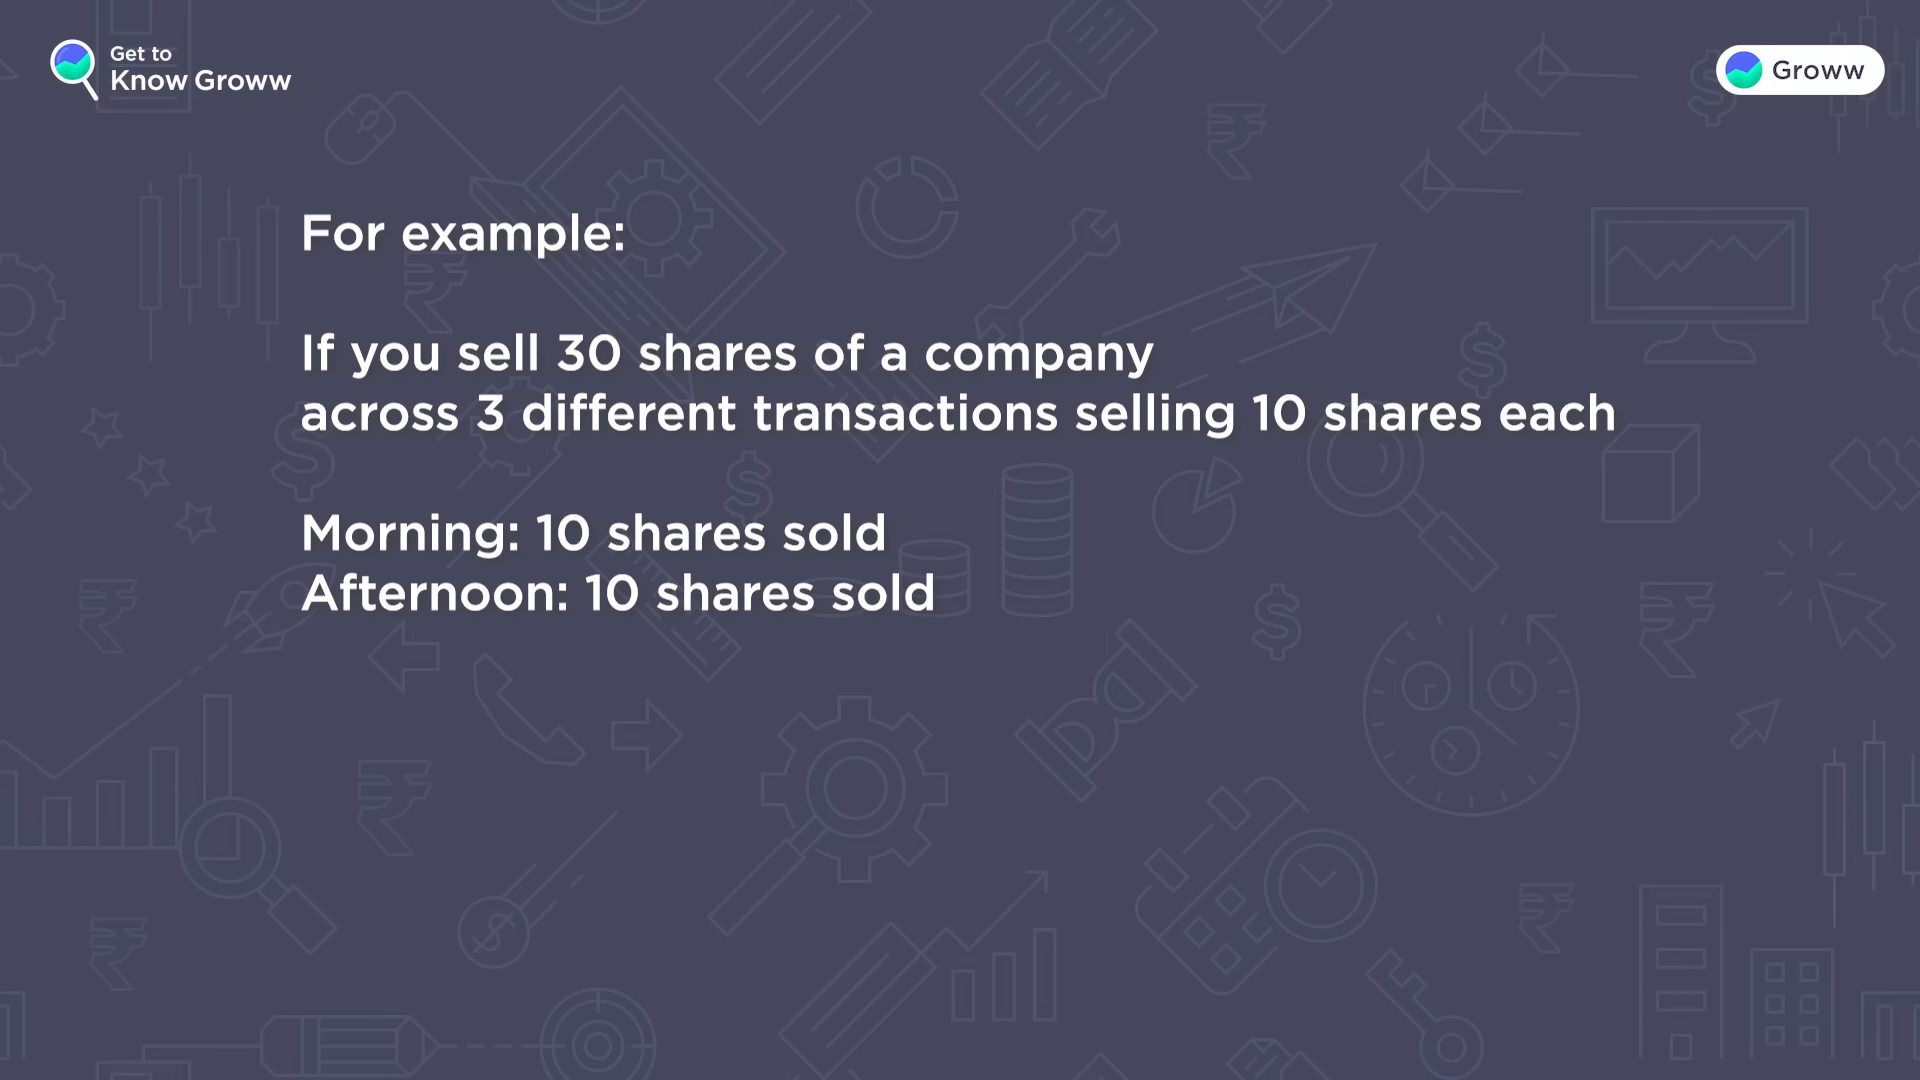 Get to
Know Groww
Groww
For example:
If you sell 30 shares of a company
across 3 different transactions selling 10 shares each
Morning: 10 shares sold
Afternoon: 10 shares sold